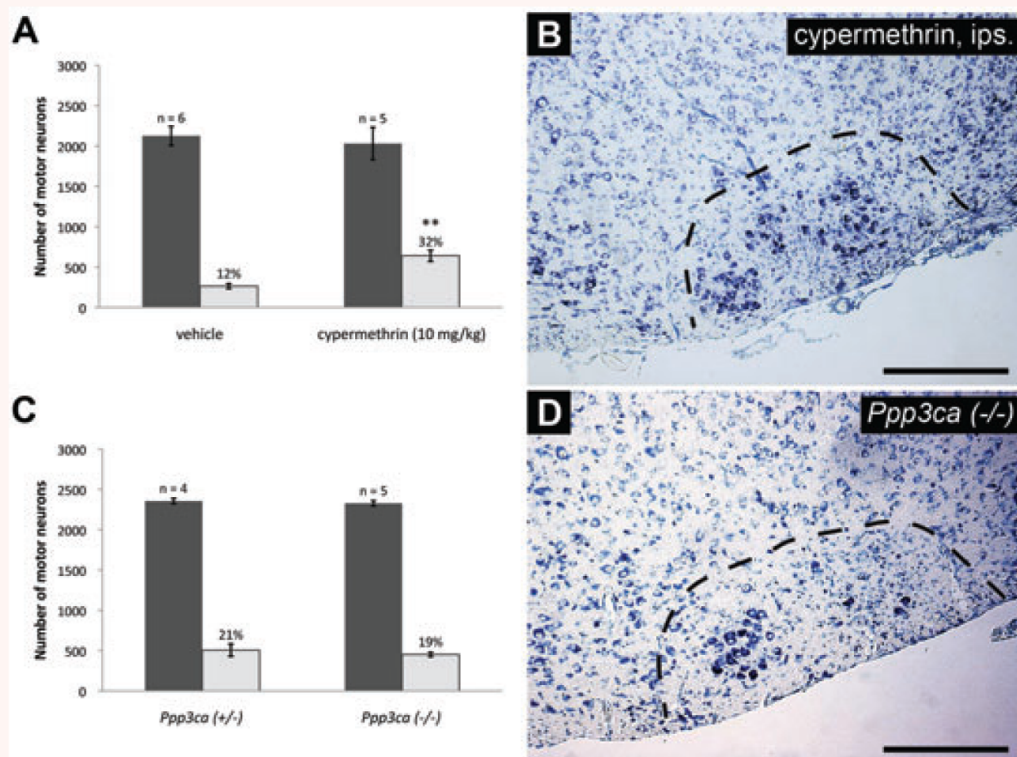 A
Number of motor neurons
3000
2500
2000
1500
1000
500
0
n = 6
12%
n = 5
**
32%
vehicle
cypermethrin (10 mg/kg)
B
cypermethrin, ips.
C
Number of motor neurons
3000
2500
2000
1500
1000
500
0
n = 4
21%
n = 5
19%
Ppp3ca (+/-)
Ppp3ca (-/-)
D
Ppp3ca (-/-)